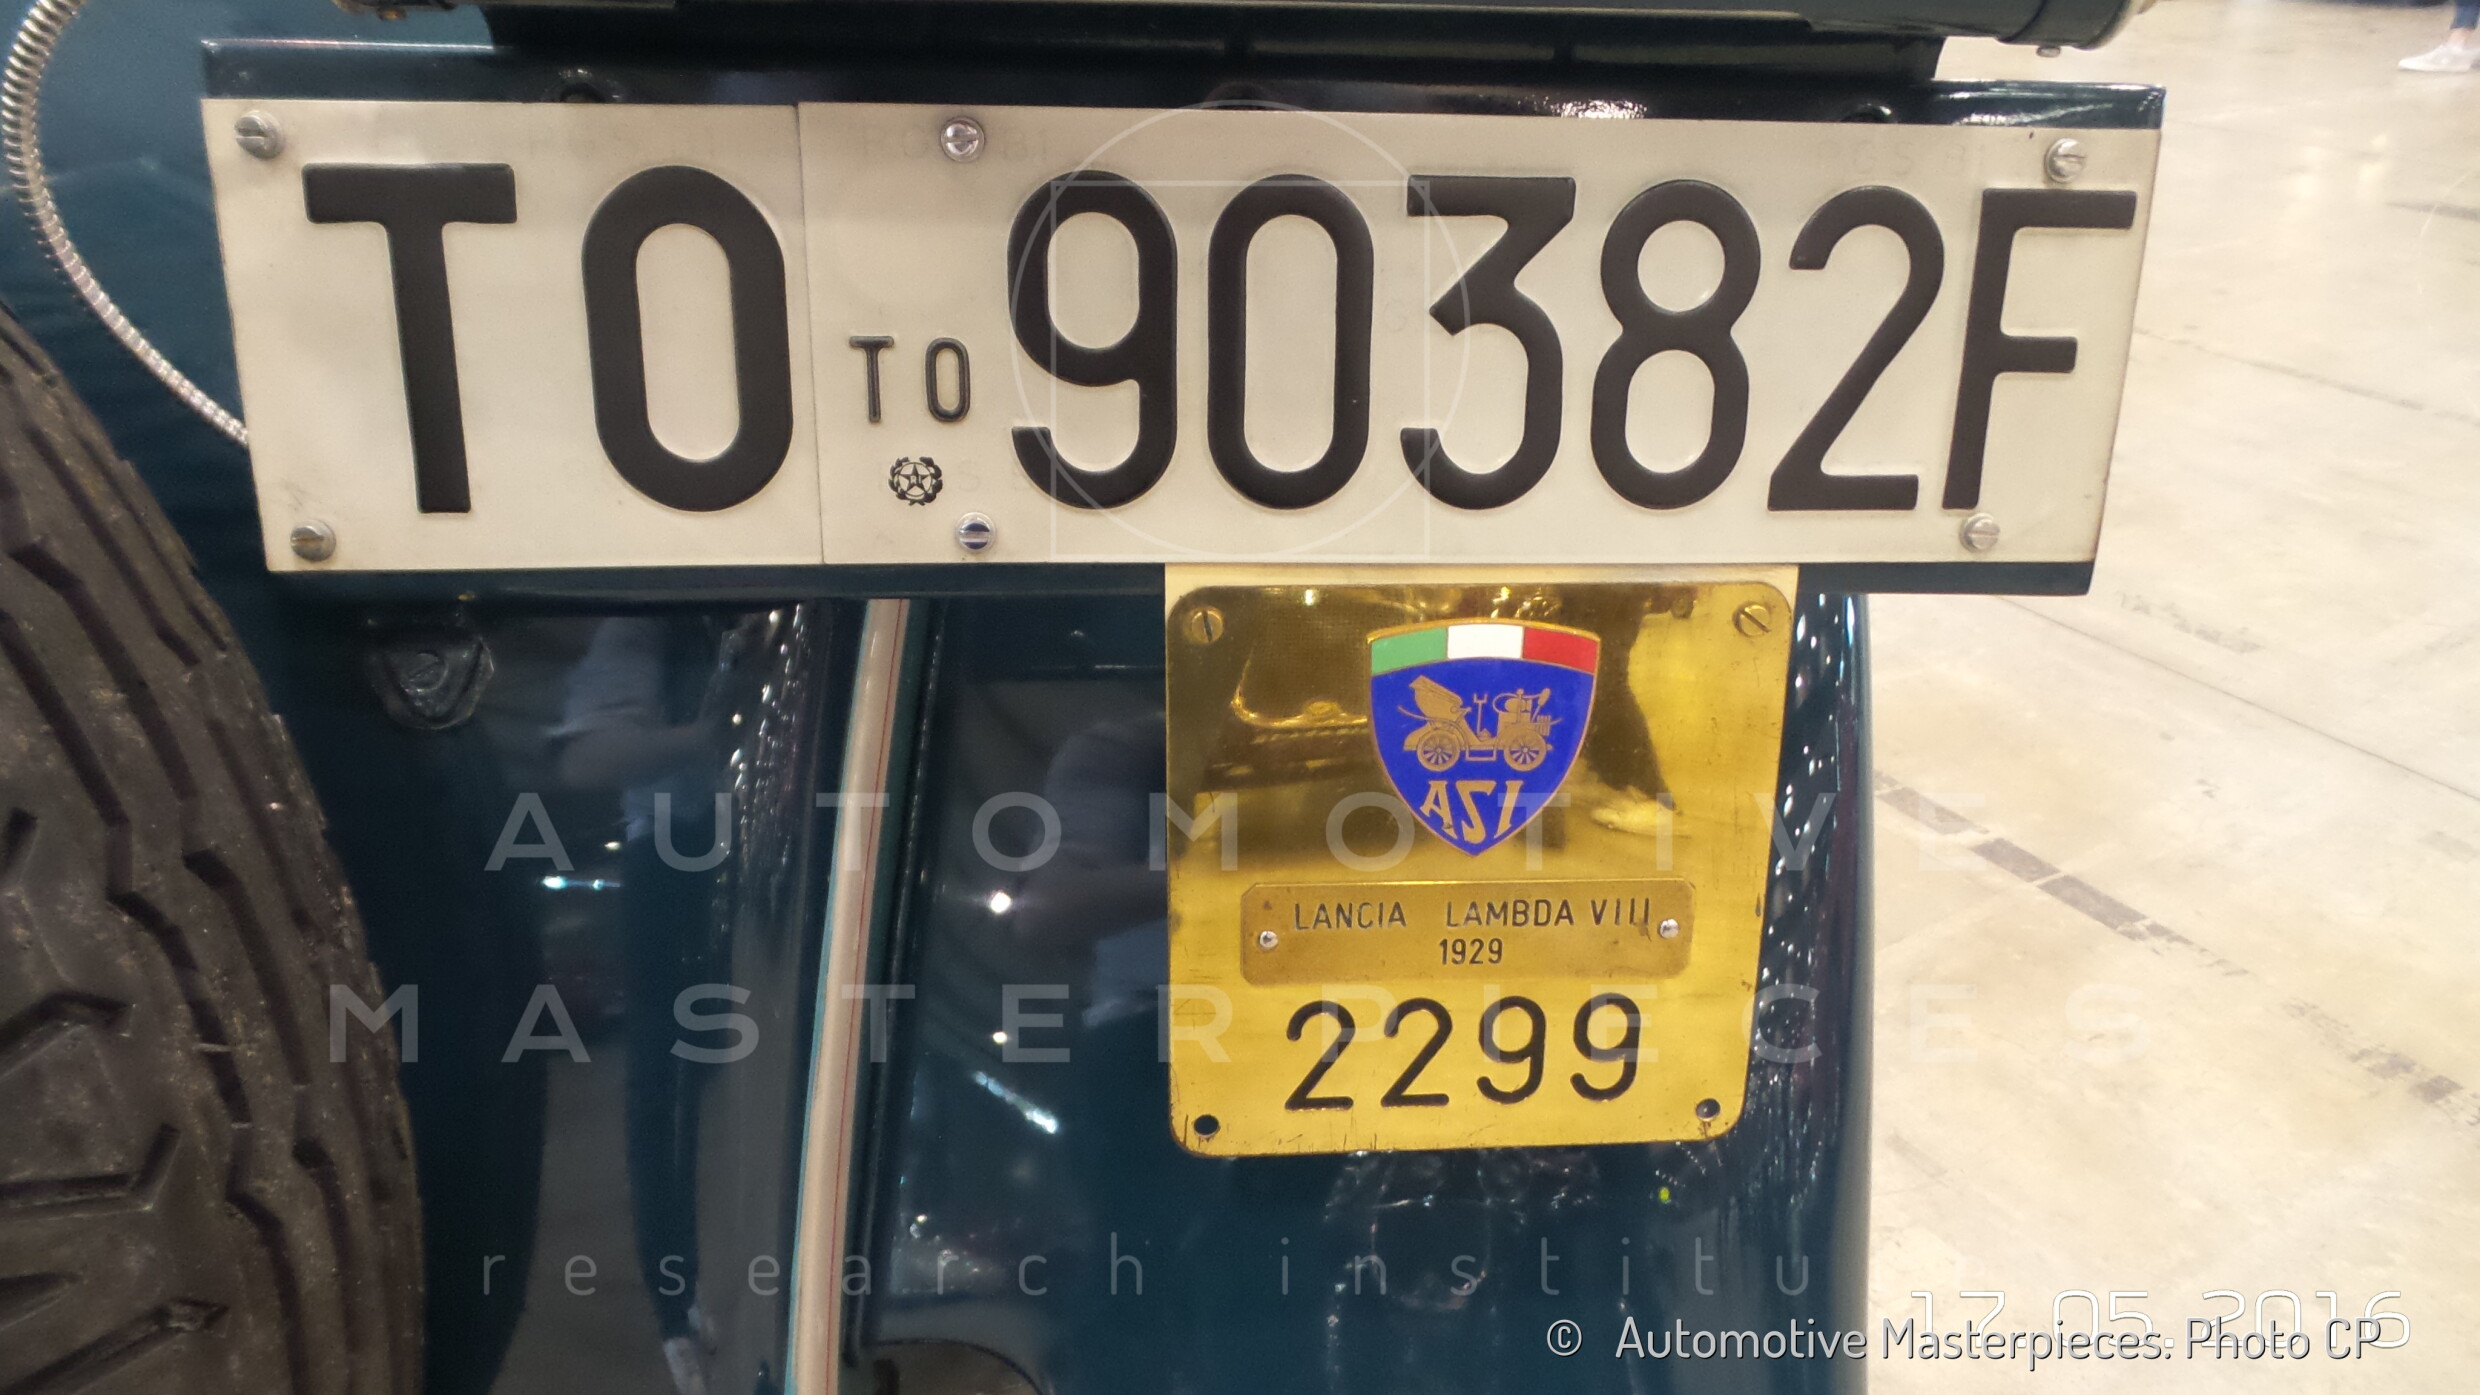 TO 90382F
TO
ASI
LANCIA LAMBDA VIII
1929
2299
AUTOMOTIVE
MASTERPIECES
research institu
17.05.2016
© Automotive Masterpieces. Photo CP